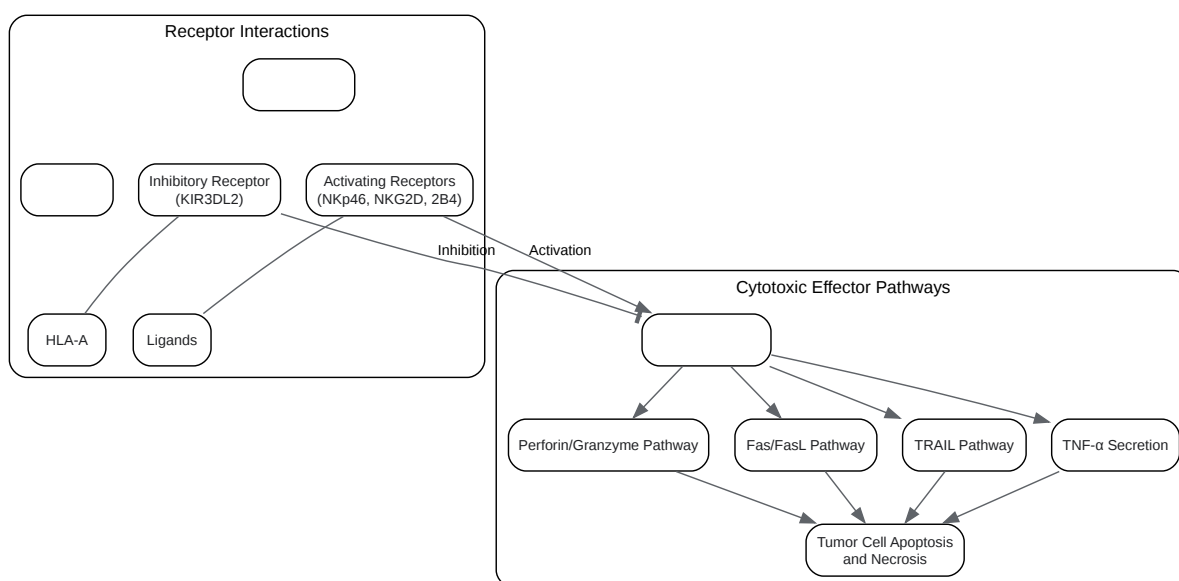 Receptor Interactions
Inhibitory Receptor
(KIR3DL2)
Activating Receptors
(NKp46, NKG2D, 2B4)
Inhibition
Activation
Cytotoxic Effector Pathways
HLA-A
Ligands
Perforin/Granzyme Pathway
Fas/FasL Pathway
TRAIL Pathway
TNF-α Secretion
Tumor Cell Apoptosis
and Necrosis